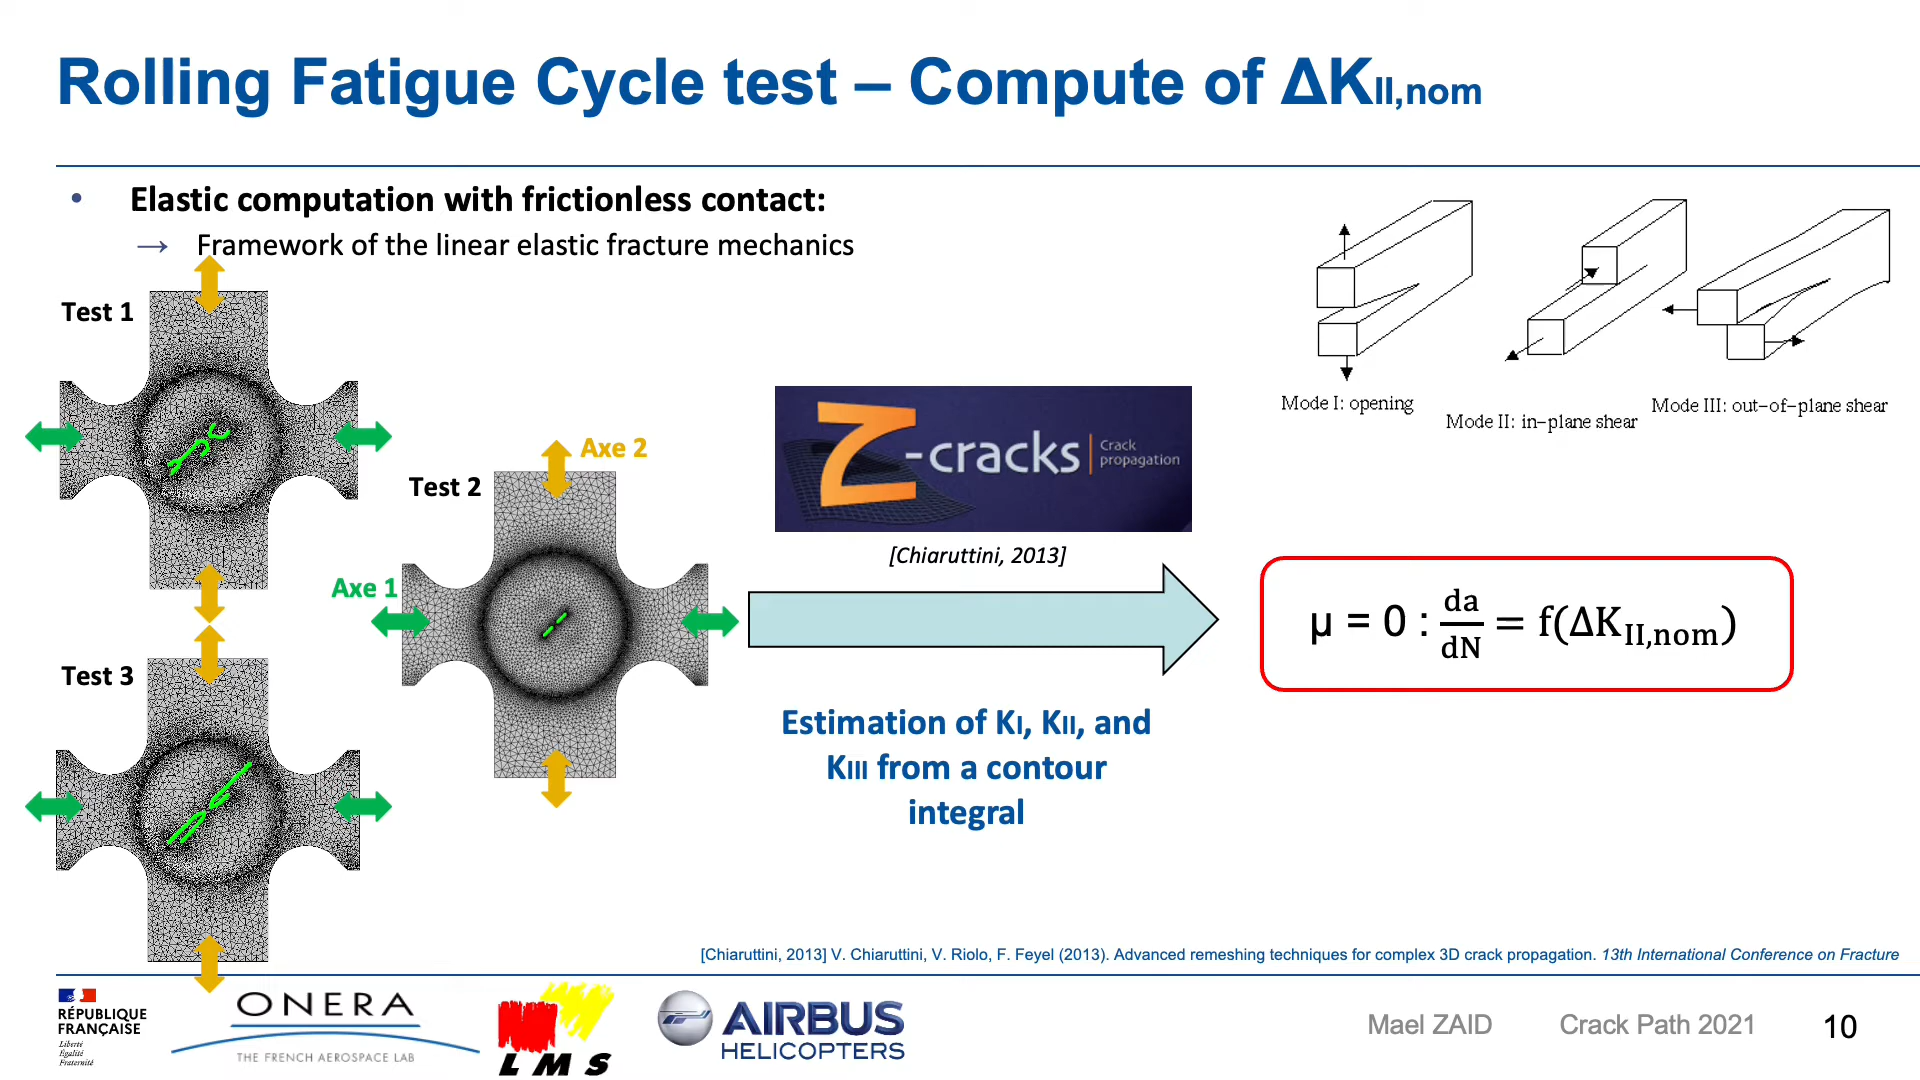 Rolling Fatigue Cycle test – Compute of ΔKII,nom
• Elastic computation with frictionless contact:
→ Framework of the linear elastic fracture mechanics
Test 1
Mode I: opening
Mode II: in-plane shear
Mode III: out-of-plane shear
Axe 2
Test 2
Z-cracks | Crack propagation
[Chiaruttini, 2013]
Axe 1
μ = 0 : da/dN = f(ΔKII,nom)
Test 3
Estimation of KI, KII, and
KIII from a contour
integral
[Chiaruttini, 2013] V. Chiaruttini, V. Riolo, F. Feyel (2013). Advanced remeshing techniques for complex 3D crack propagation. 13th International Conference on Fracture
RÉPUBLIQUE
FRANÇAISE
Liberté
Égalité
Fraternité
ONERA
THE FRENCH AEROSPACE LAB
LMS
AIRBUS
HELICOPTERS
Mael ZAID
Crack Path 2021
10